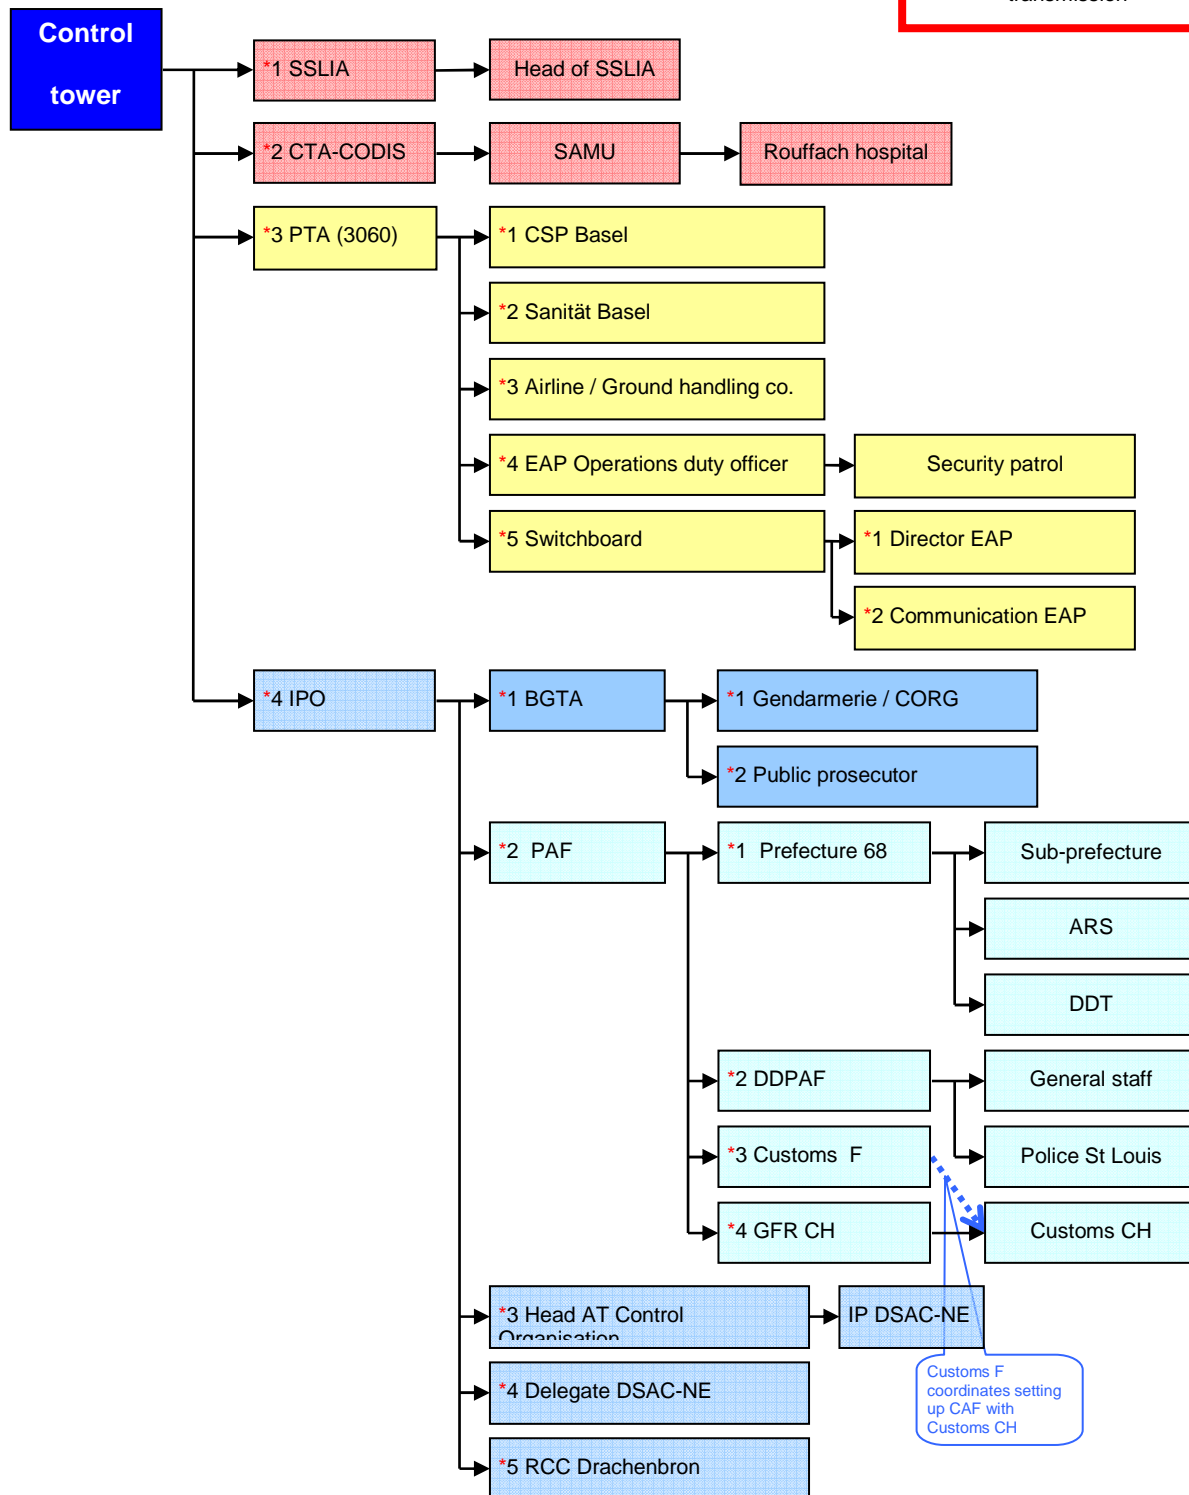 transmission
Control
tower
*1 SSLIA
Head of SSLIA
*2 CTA-CODIS
SAMU
Rouffach hospital
*3 PTA (3060)
*1 CSP Basel
*2 Sanität Basel
*3 Airline / Ground handling co.
*4 EAP Operations duty officer
Security patrol
*5 Switchboard
*1 Director EAP
*2 Communication EAP
*4 IPO
*1 BGTA
*1 Gendarmerie / CORG
*2 Public prosecutor
*2 PAF
*1 Prefecture 68
Sub-prefecture
ARS
DDT
*2 DDPAF
General staff
*3 Customs F
Police St Louis
*4 GFR CH
Customs CH
*3 Head AT Control
Organisation
IP DSAC-NE
Customs F
coordinates setting
up CAF with
Customs CH
*4 Delegate DSAC-NE
*5 RCC Drachenbron